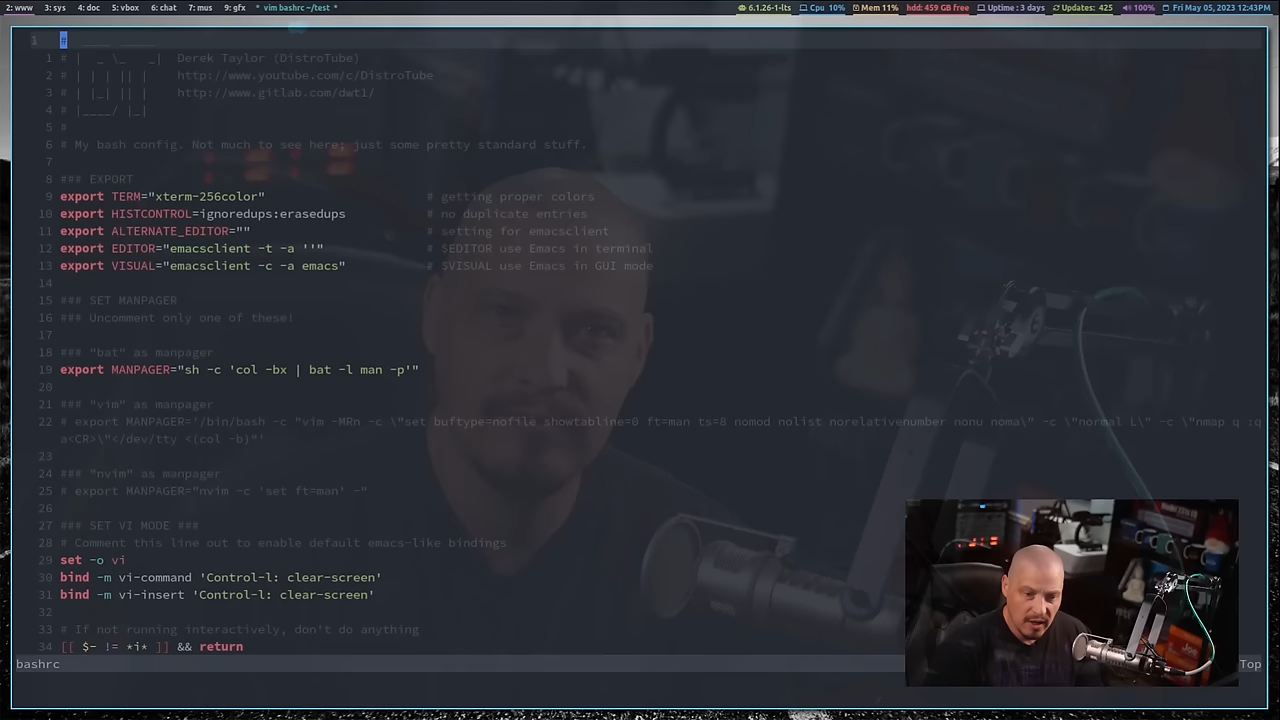 2: www 3: sys 4: doc 5: vbox 6: chat 7: mus 9: gfx * vim bashrc ~/test * 6.1.26-1-lts Cpu 10% Mem 11% hdd: 459 GB free Uptime : 3 days Updates: 425 100% Fri May 05, 2023 12:43PM
1 # ____ _____
1 # | _ \_ _| Derek Taylor (DistroTube)
2 # | | | || | http://www.youtube.com/c/DistroTube
3 # | |_| || | http://www.gitlab.com/dwt1/
4 # |____/ |_|
5 #
6 # My bash config. Not much to see here; just some pretty standard stuff.
7
8 ### EXPORT
9 export TERM="xterm-256color" # getting proper colors
10 export HISTCONTROL=ignoredups:erasedups # no duplicate entries
11 export ALTERNATE_EDITOR="" # setting for emacsclient
12 export EDITOR="emacsclient -t -a ''" # $EDITOR use Emacs in terminal
13 export VISUAL="emacsclient -c -a emacs" # $VISUAL use Emacs in GUI mode
14
15 ### SET MANPAGER
16 ### Uncomment only one of these!
17
18 ### "bat" as manpager
19 export MANPAGER="sh -c 'col -bx | bat -l man -p'"
20
21 ### "vim" as manpager
22 # export MANPAGER='/bin/bash -c "vim -MRn -c \"set buftype=nofile showtabline=0 ft=man ts=8 nomod nolist norelativenumber nonu noma\" -c \"normal L\" -c \"nmap q :q
a<CR>\"</dev/tty <(col -b)"'
23
24 ### "nvim" as manpager
25 # export MANPAGER="nvim -c 'set ft=man' -"
26
27 ### SET VI MODE ###
28 # Comment this line out to enable default emacs-like bindings
29 set -o vi
30 bind -m vi-command 'Control-l: clear-screen'
31 bind -m vi-insert 'Control-l: clear-screen'
32
33 # If not running interactively, don't do anything
34 [[ $- != *i* ]] && return
bashrc Top